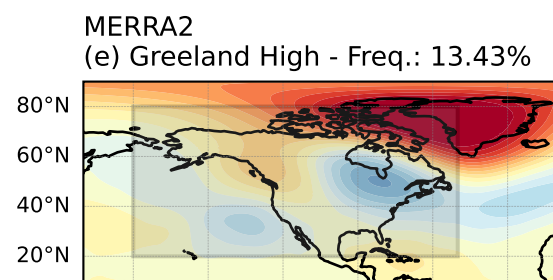 MERRA2
(e) Greeland High - Freq.: 13.43%
80°N
60°N
40°N
20°N